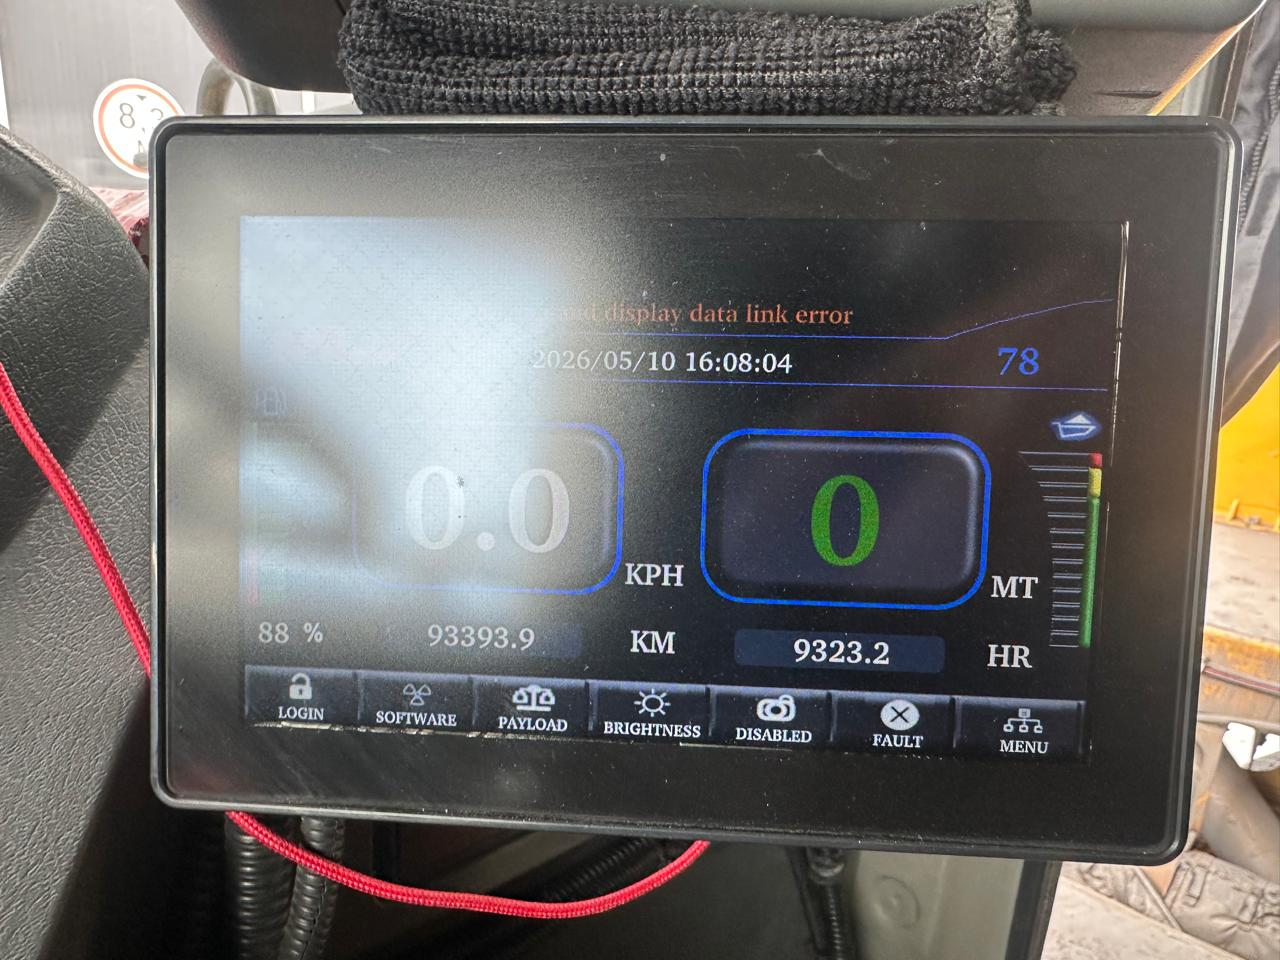 and display data link error
2026/05/10 16:08:04
78
0.0
KPH
0
MT
88 %
93393.9
KM
9323.2
HR
LOGIN
SOFTWARE
PAYLOAD
BRIGHTNESS
DISABLED
FAULT
MENU